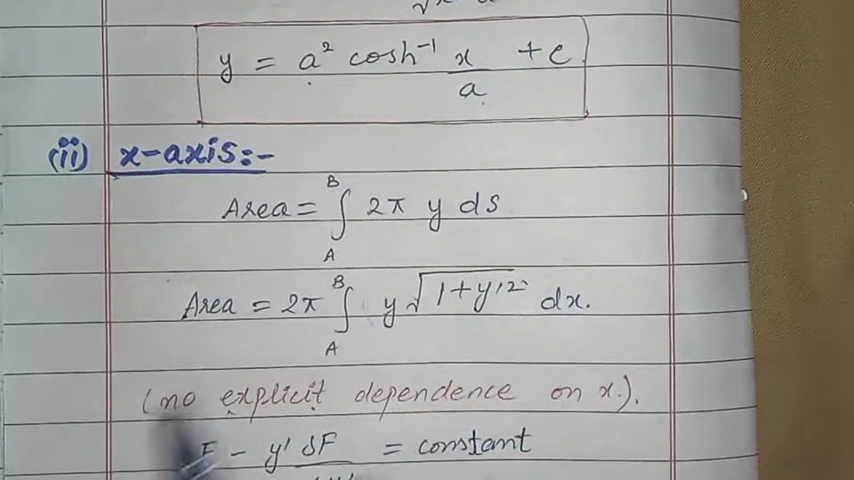 y = a² cosh⁻¹ x/a + c
(ii) x-axis:-
Area = ∫_A^B 2π y ds
Area = 2π ∫_A^B y√(1+y'²) dx.
(no explicit dependence on x.).
F - y' δF = constant